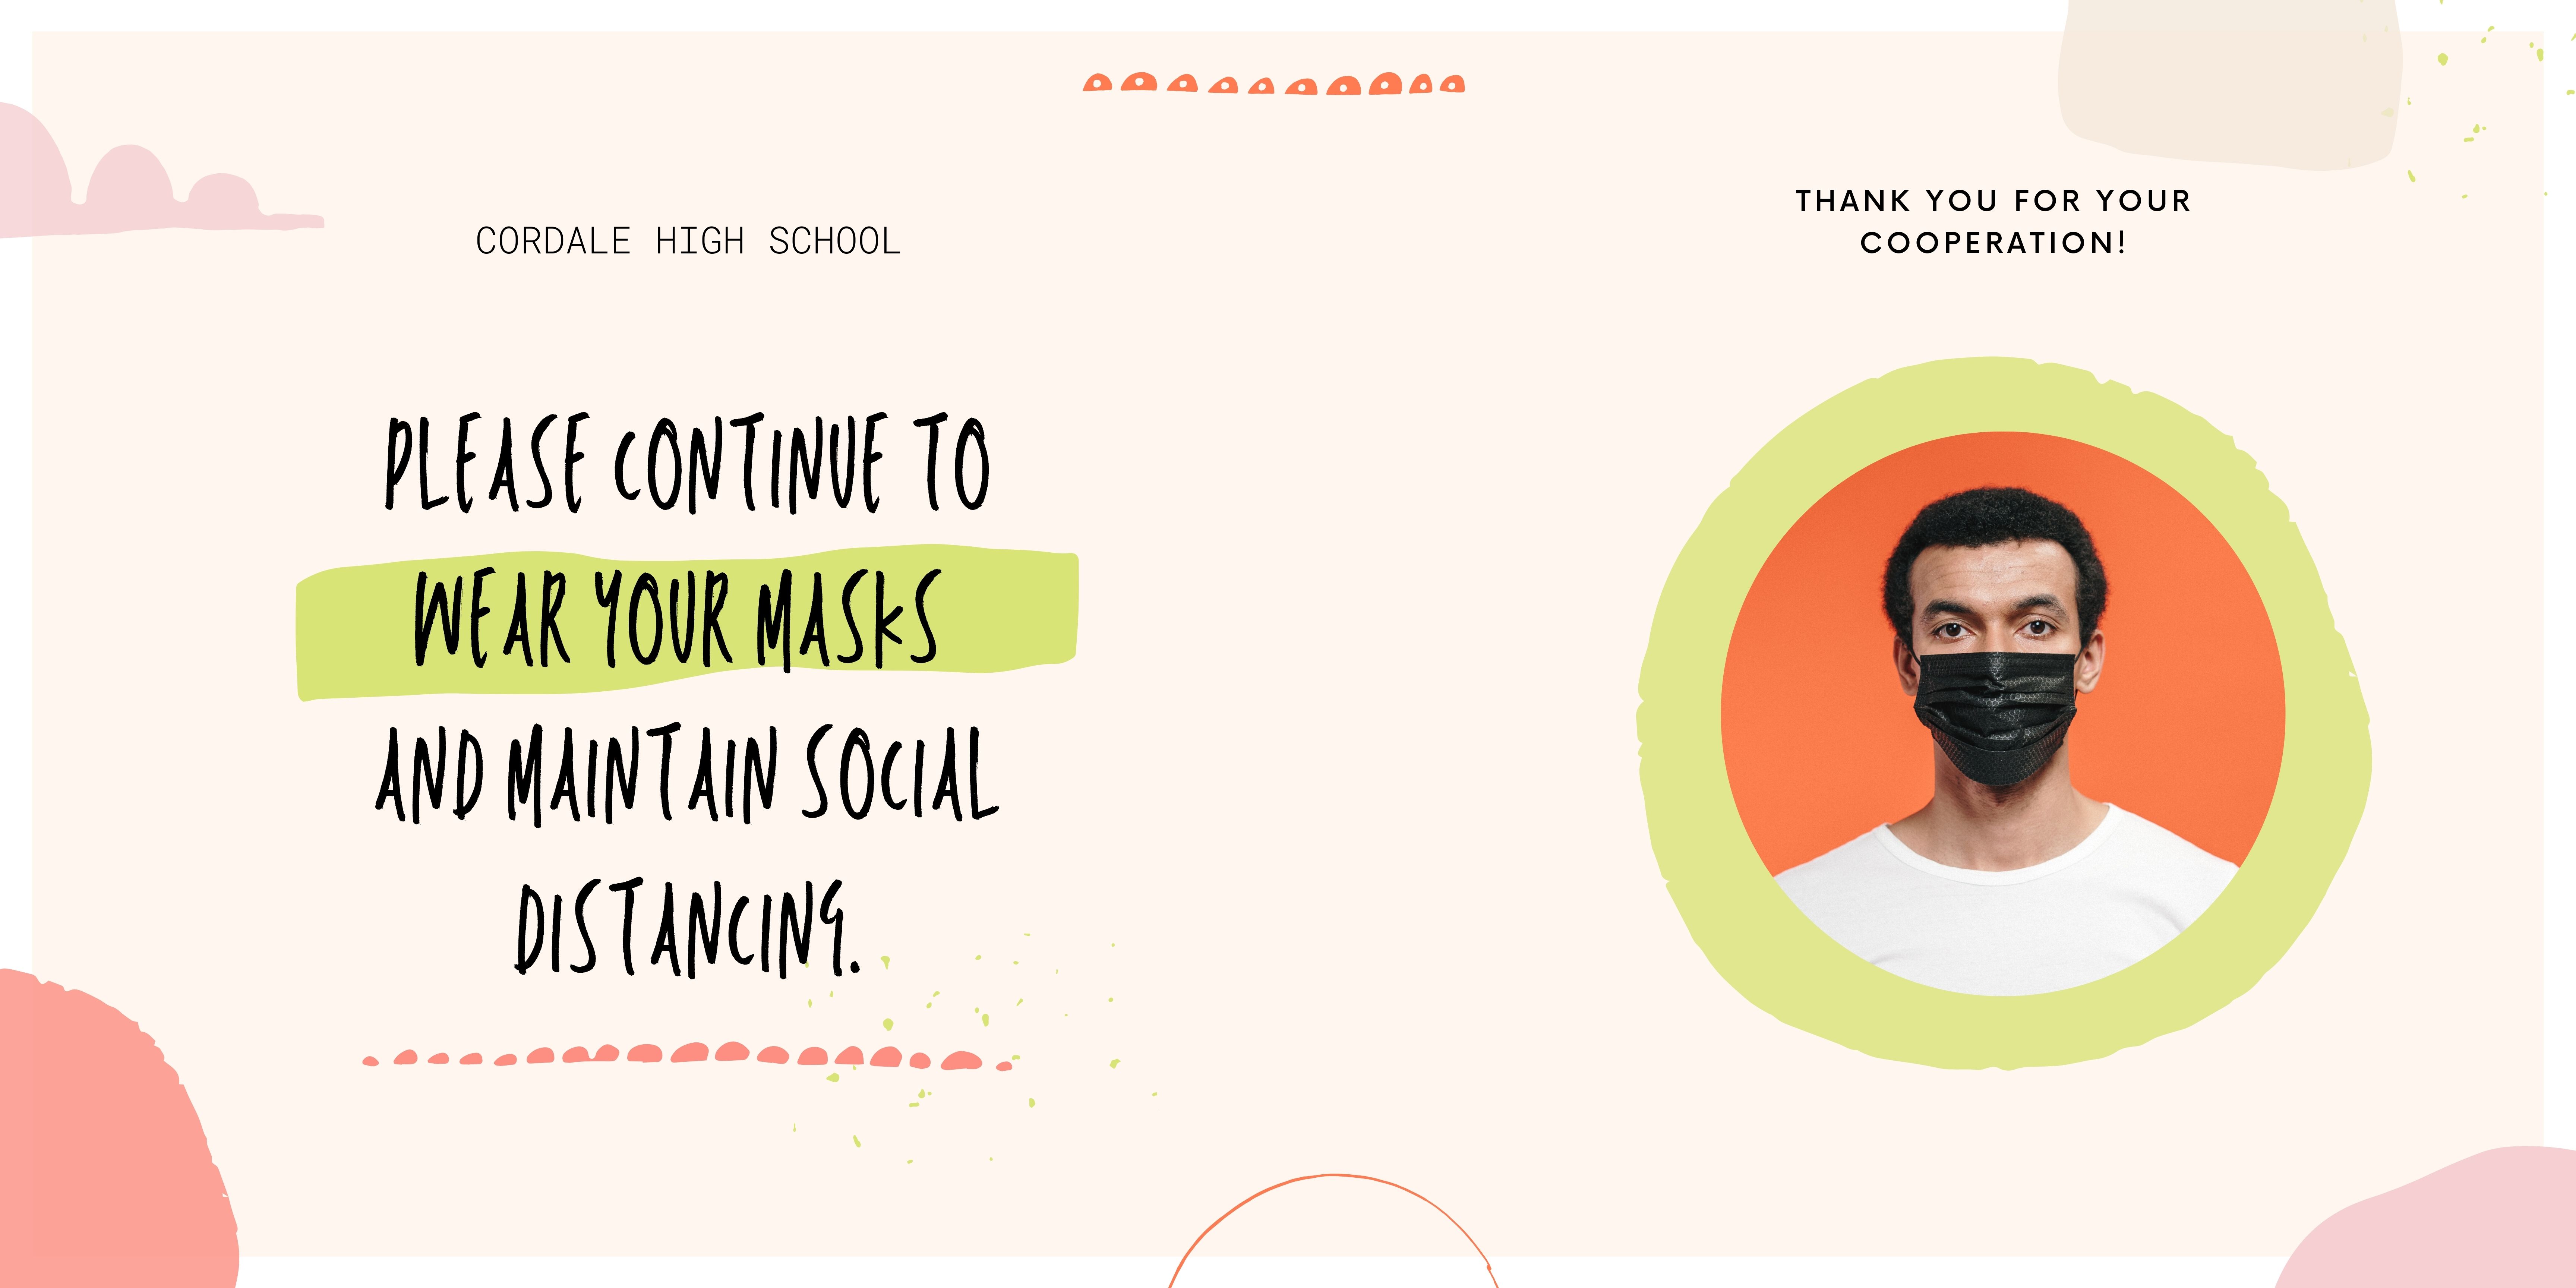 CORDALE HIGH SCHOOL
PLEASE CONTINUE TO
WEAR YOUR MASKS
AND MAINTAIN SOCIAL
DISTANCING.
THANK YOU FOR YOUR
COOPERATION!